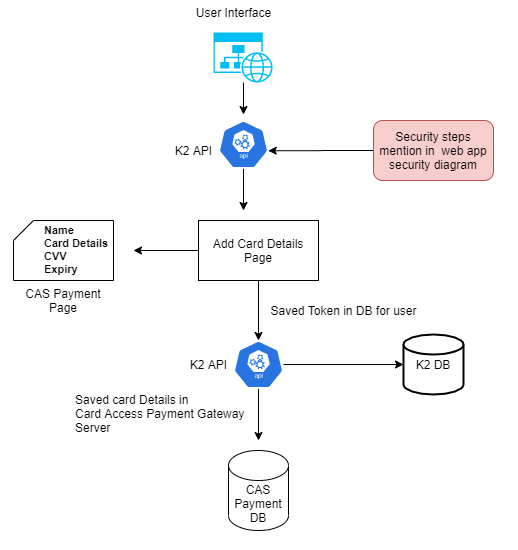 User Interface
K2 API
api
Security steps
mention in  web app
security diagram
Name
Card Details
CVV
Expiry
CAS Payment
Page
Add Card Details
Page
Saved Token in DB for user
K2 API
api
K2 DB
Saved card Details in
Card Access Payment Gateway
Server
CAS
Payment
DB